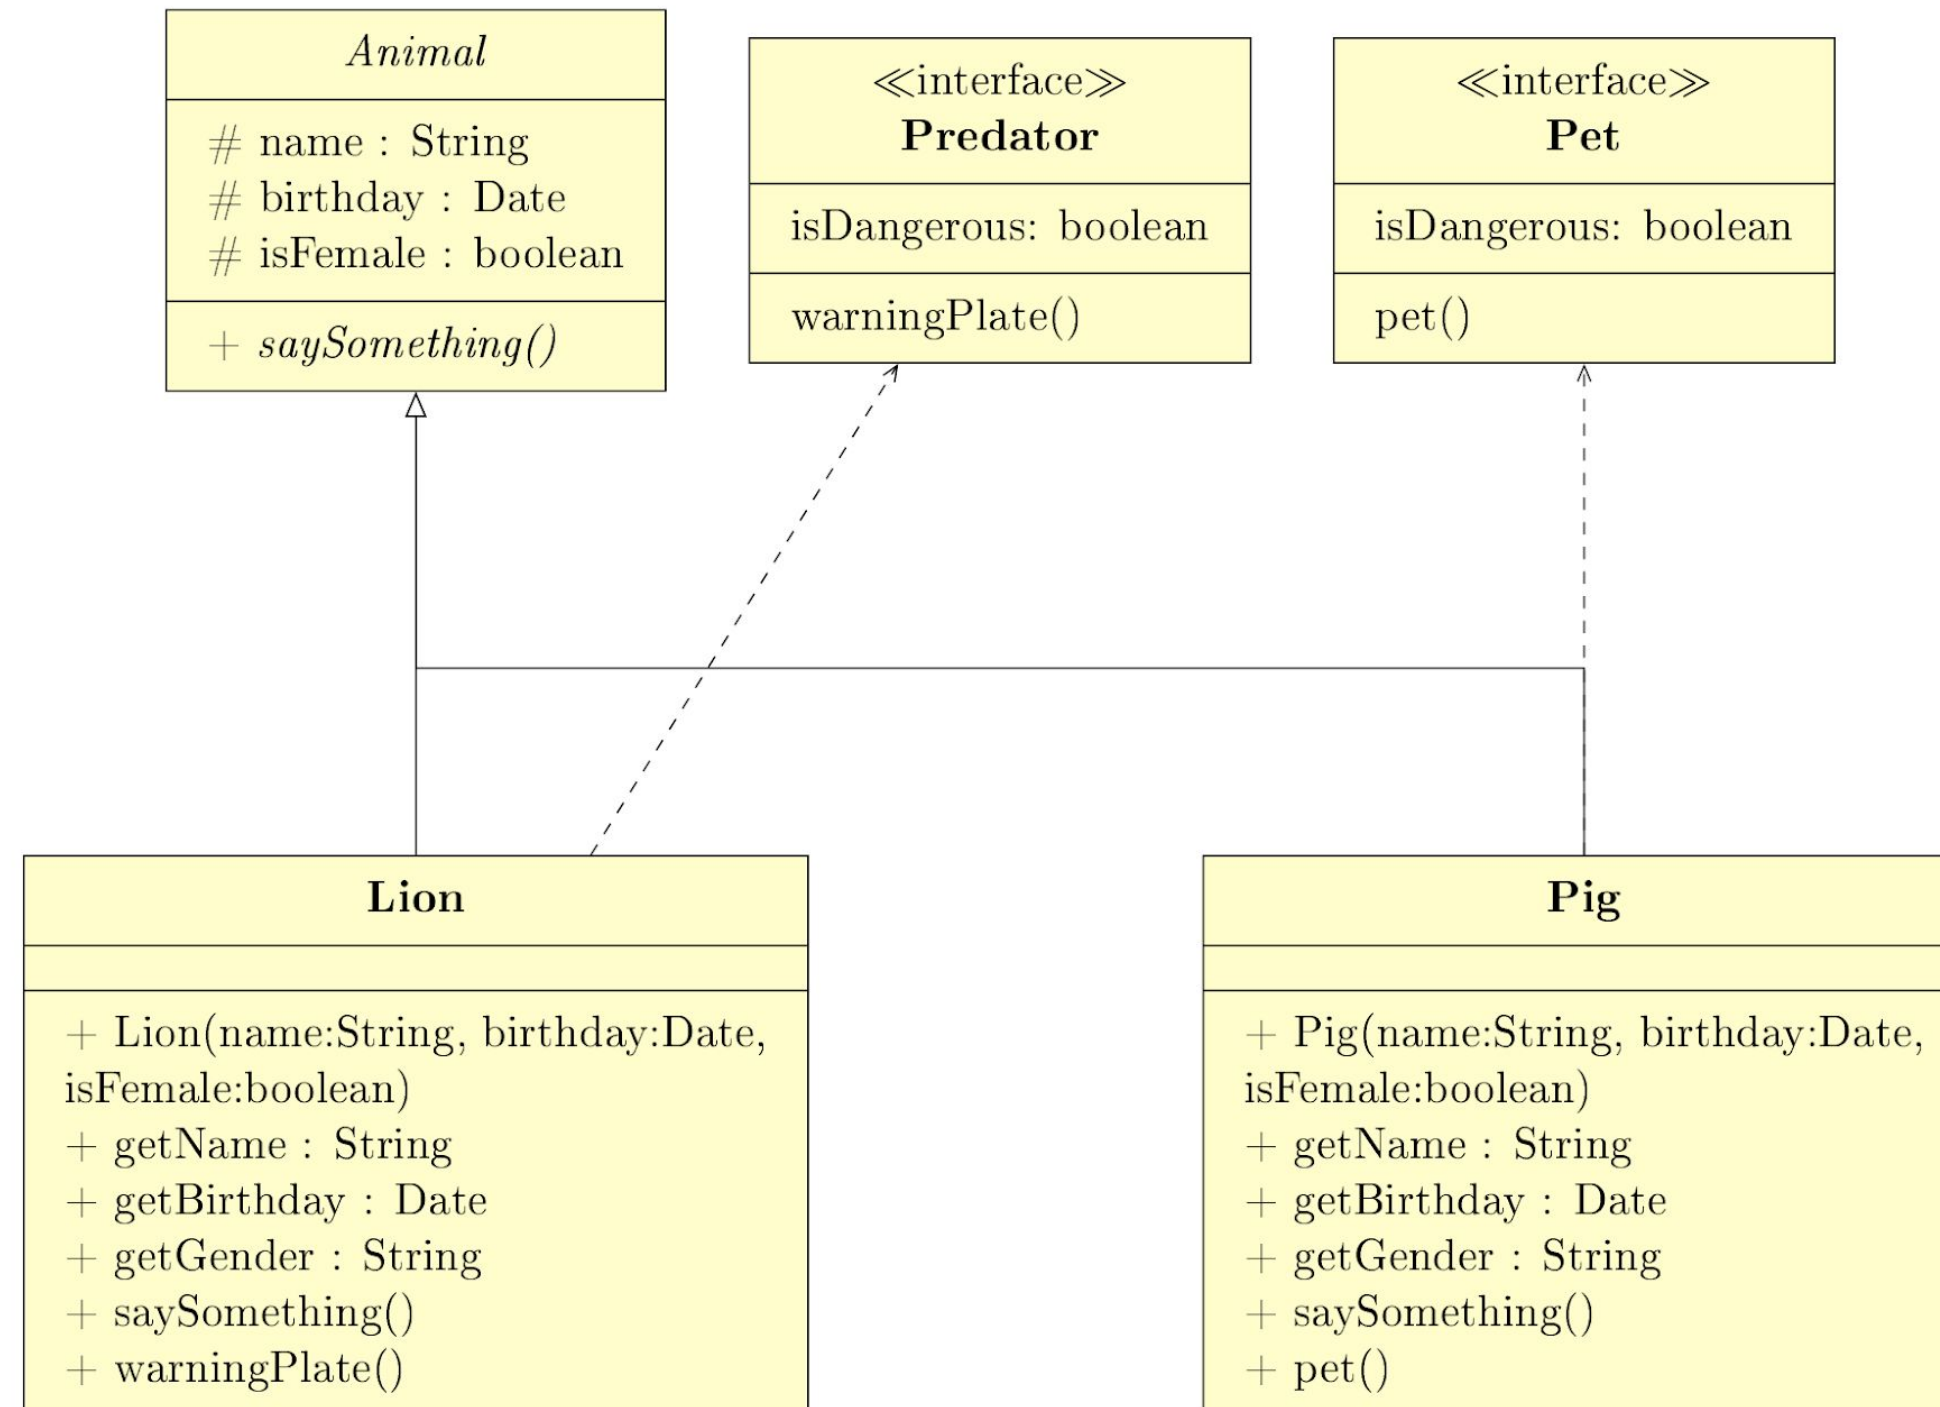 Animal
# name : String
# birthday : Date
# isFemale : boolean
+ saySomething()
≪interface≫
Predator
isDangerous: boolean
warningPlate()
≪interface≫
Pet
isDangerous: boolean
pet()
Lion
+ Lion(name:String, birthday:Date,
isFemale:boolean)
+ getName : String
+ getBirthday : Date
+ getGender : String
+ saySomething()
+ warningPlate()
Pig
+ Pig(name:String, birthday:Date,
isFemale:boolean)
+ getName : String
+ getBirthday : Date
+ getGender : String
+ saySomething()
+ pet()